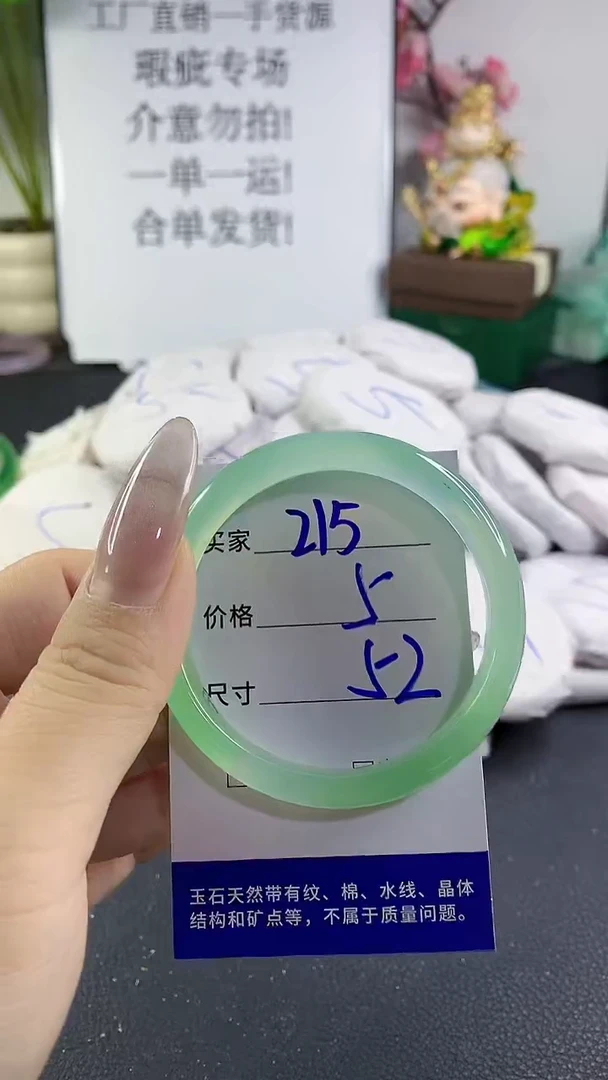 工厂直销一手货源
瑕疵专场
介意勿拍!
一单一运!
合单发货!
买家 215
价格 5
尺寸 52
玉石天然带有纹、棉、水线、晶体
结构和矿点等，不属于质量问题。